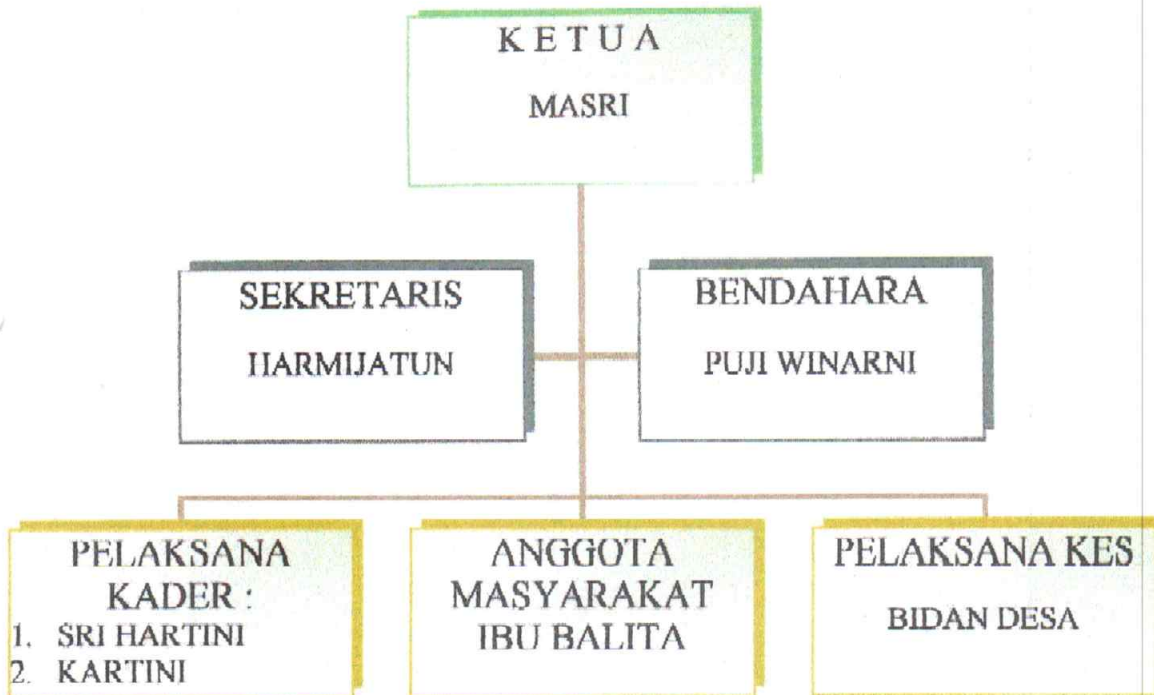 K E T U A
MASRI
SEKRETARIS
HARMIJATUN
BENDAHARA
PUJI WINARNI
PELAKSANA
KADER :
1. SRI HARTINI
2. KARTINI
ANGGOTA
MASYARAKAT
IBU BALITA
PELAKSANA KES
BIDAN DESA